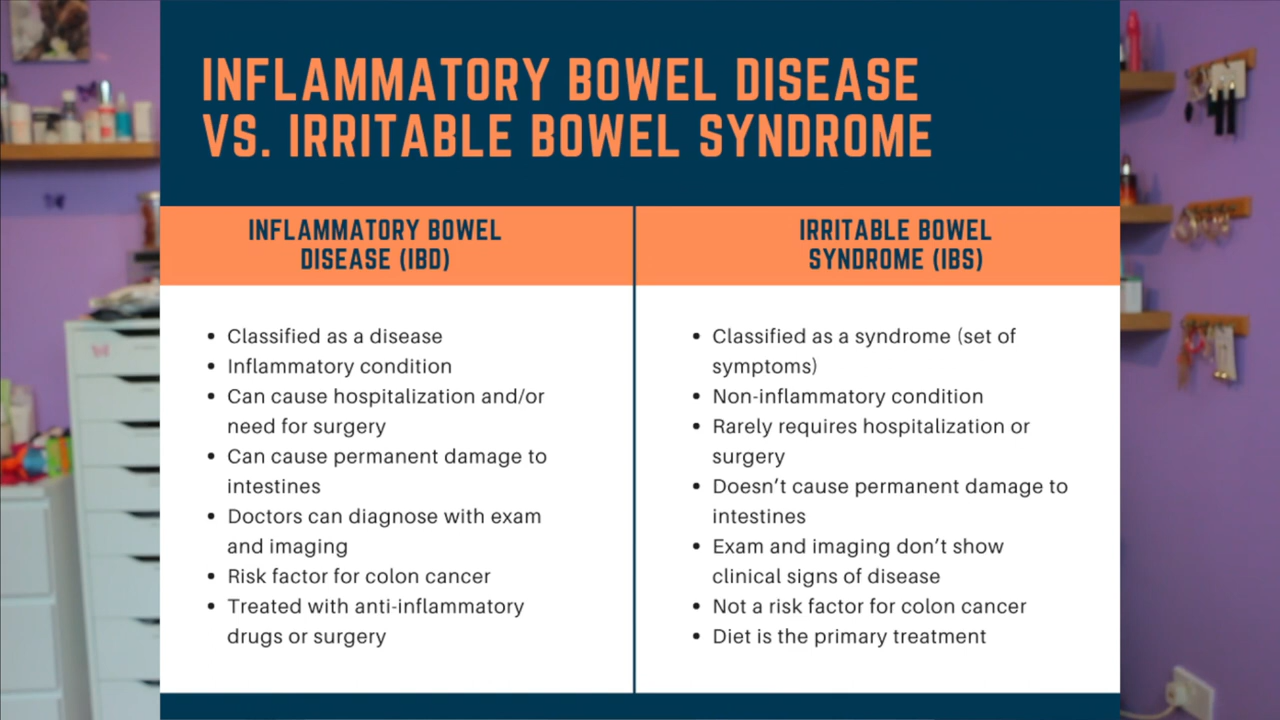 INFLAMMATORY BOWEL DISEASE
VS. IRRITABLE BOWEL SYNDROME
INFLAMMATORY BOWEL
DISEASE (IBD)
• Classified as a disease
• Inflammatory condition
• Can cause hospitalization and/or
need for surgery
• Can cause permanent damage to
intestines
• Doctors can diagnose with exam
and imaging
• Risk factor for colon cancer
• Treated with anti-inflammatory
drugs or surgery
IRRITABLE BOWEL
SYNDROME (IBS)
• Classified as a syndrome (set of
symptoms)
• Non-inflammatory condition
• Rarely requires hospitalization or
surgery
• Doesn’t cause permanent damage to
intestines
• Exam and imaging don’t show
clinical signs of disease
• Not a risk factor for colon cancer
• Diet is the primary treatment